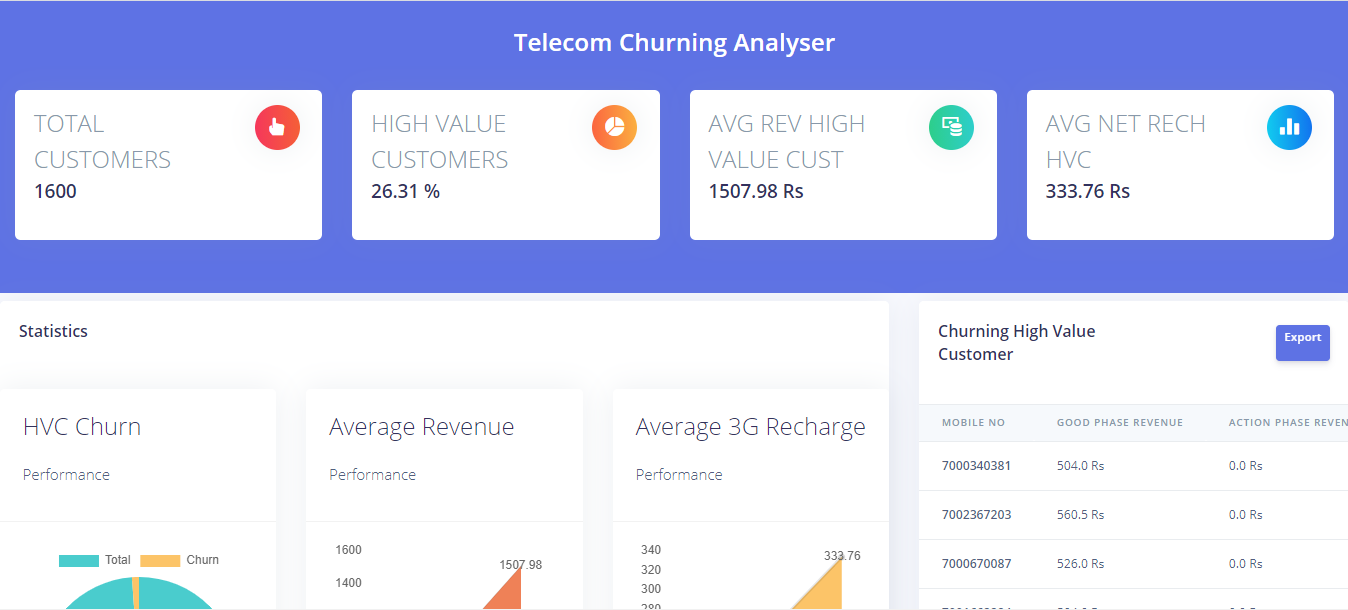 Telecom Churning Analyser
TOTAL
CUSTOMERS
1600
HIGH VALUE
CUSTOMERS
26.31 %
AVG REV HIGH
VALUE CUST
1507.98 Rs
AVG NET RECH
HVC
333.76 Rs
Statistics
HVC Churn
Performance
Total Churn
Average Revenue
Performance
1600
1507.98
1400
Average 3G Recharge
Performance
340
333.76
320
300
280
Churning High Value
Customer
Export
MOBILE NO GOOD PHASE REVENUE ACTION PHASE REVEN
7000340381 504.0 Rs 0.0 Rs
7002367203 560.5 Rs 0.0 Rs
7000670087 526.0 Rs 0.0 Rs